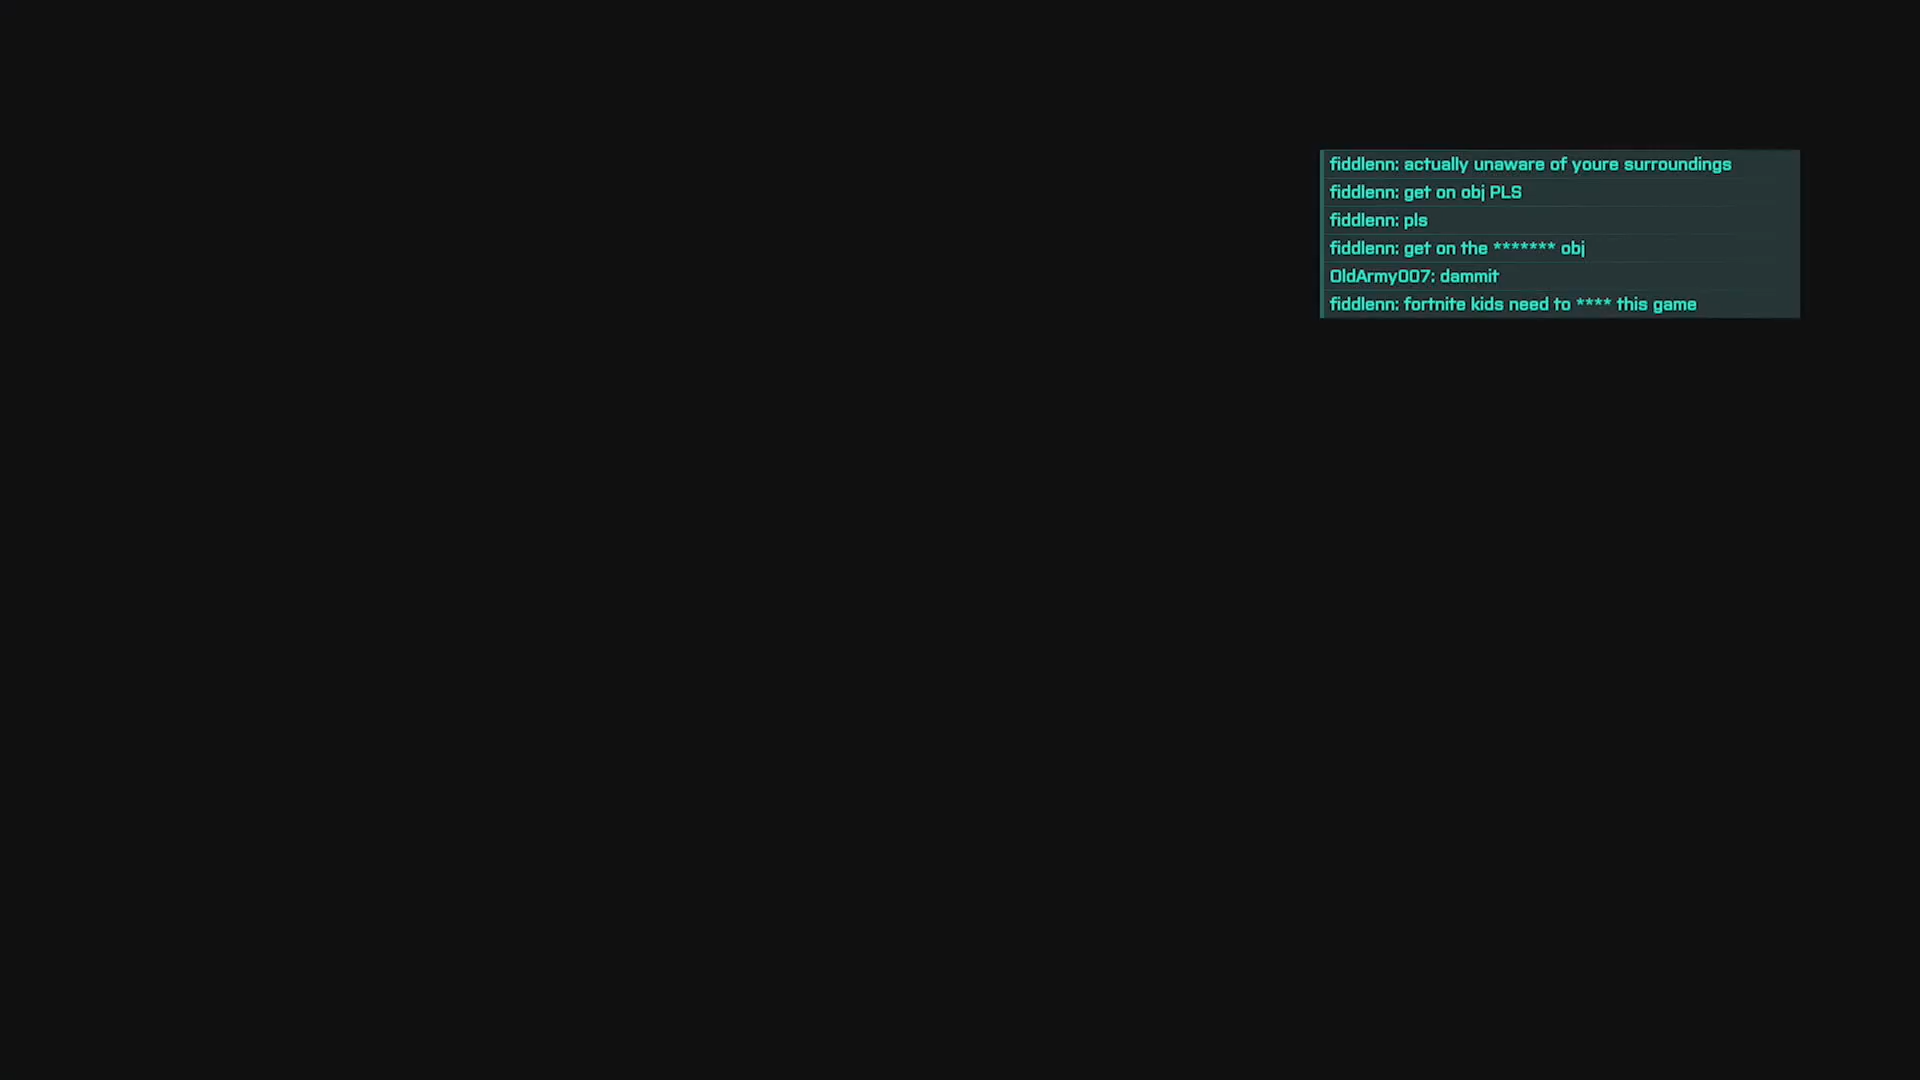 fiddlenn: actually unaware of youre surroundings
fiddlenn: get on obj PLS
fiddlenn: pls
fiddlenn: get on the ******* obj
OldArmy007: dammit
fiddlenn: fortnite kids need to **** this game